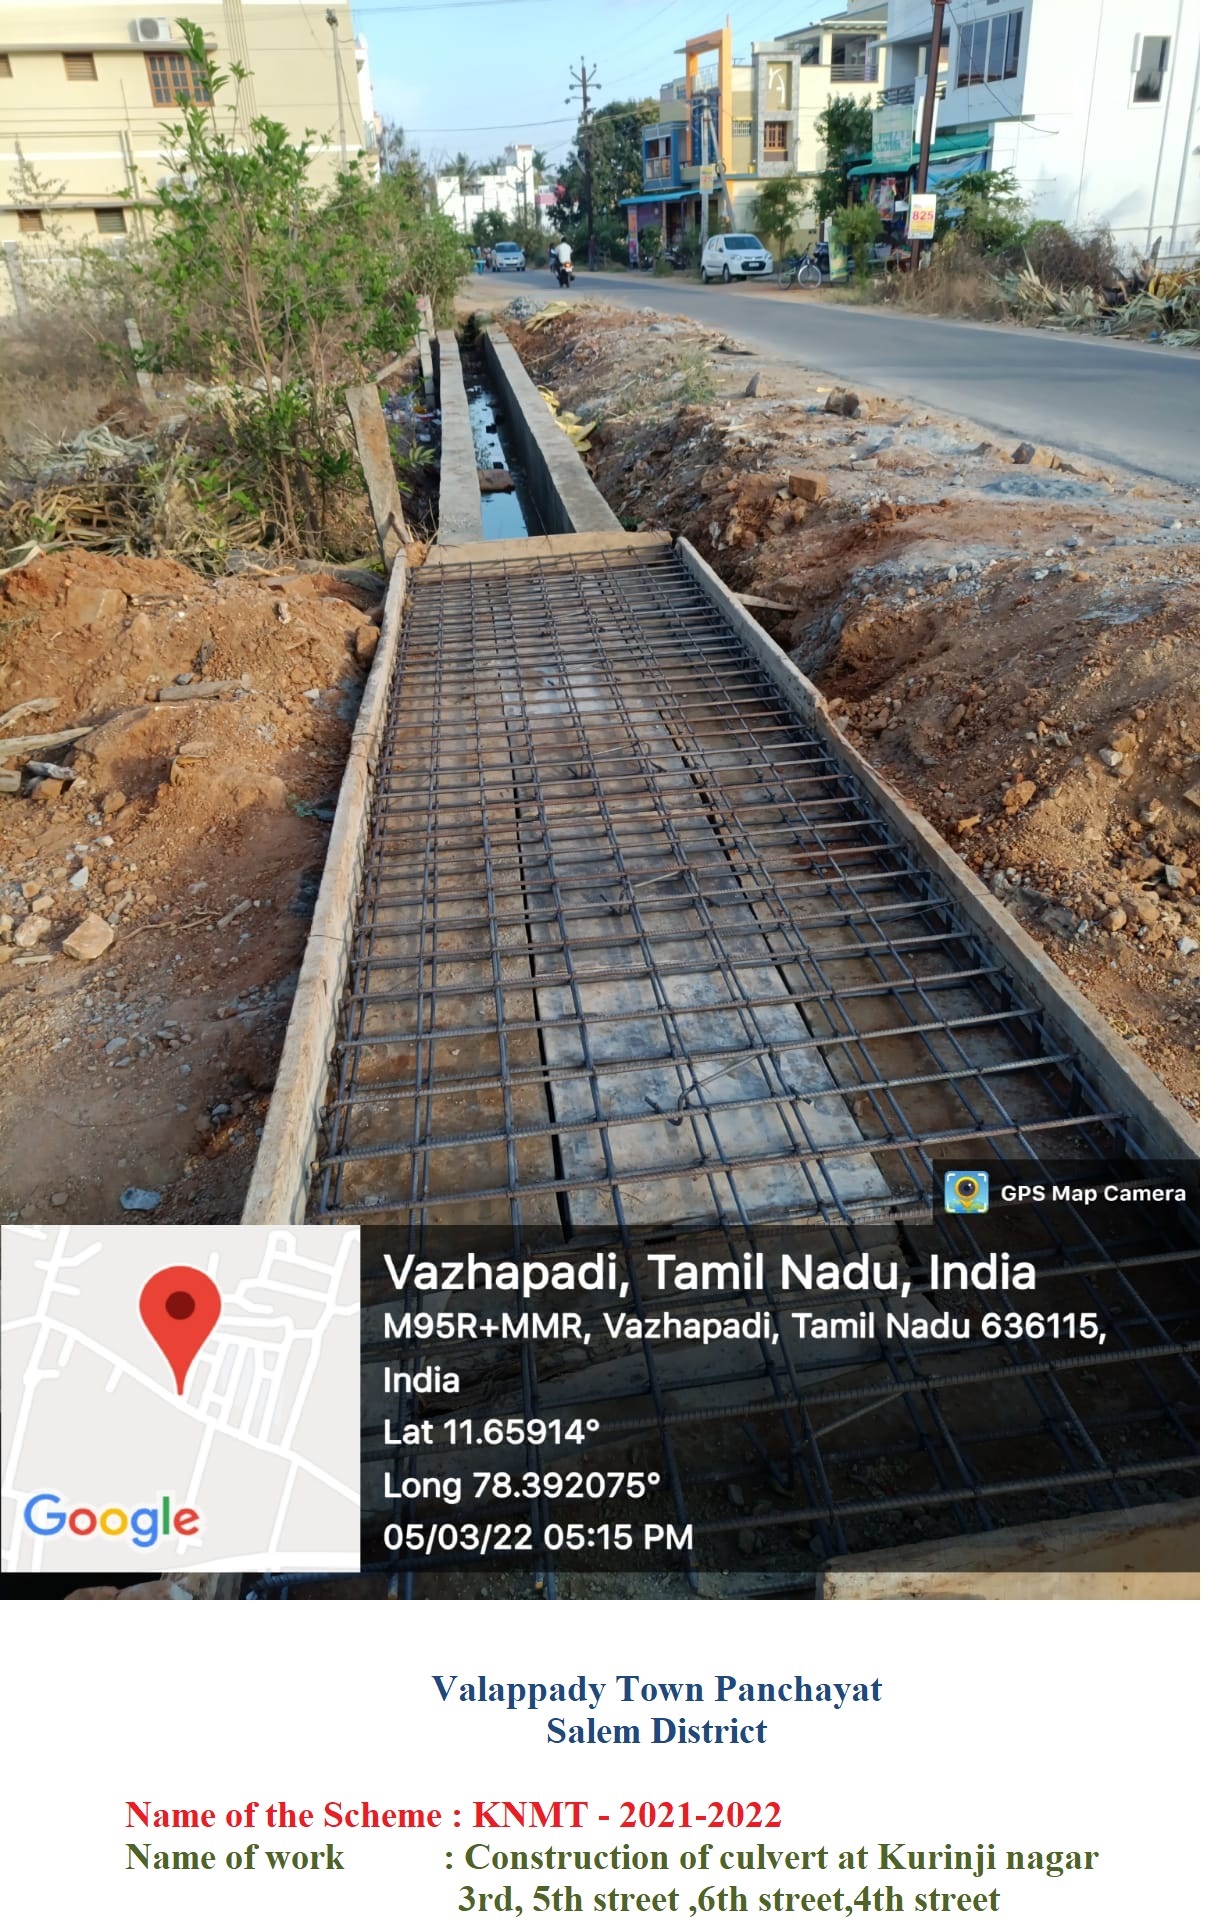 825
GPS Map Camera
Vazhapadi, Tamil Nadu, India
M95R+MMR, Vazhapadi, Tamil Nadu 636115,
India
Lat 11.65914°
Long 78.392075°
05/03/22 05:15 PM
Google
Valappady Town Panchayat
Salem District
Name of the Scheme : KNMT - 2021-2022
Name of work : Construction of culvert at Kurinji nagar
3rd, 5th street ,6th street,4th street